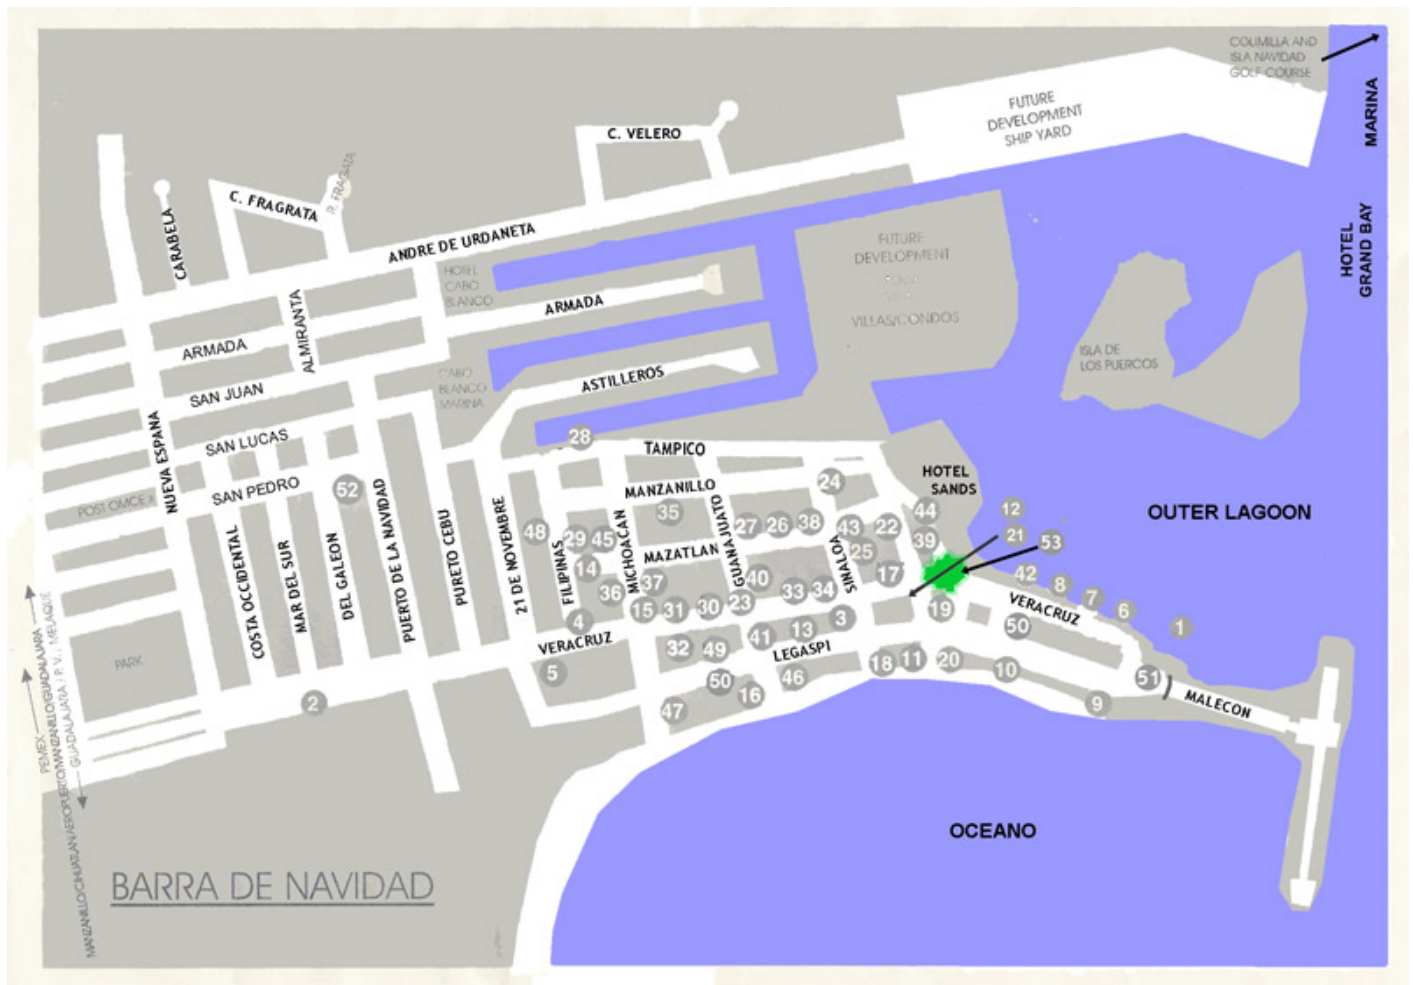 COLIMILLA AND
ISLA NAVIDAD
GOLF COURSE
MARINA
HOTEL
GRAND BAY
FUTURE
DEVELOPMENT
SHIP YARD
C. VELERO
C. FRAGRATA
R. FRAGATA
CARABELA
ANDRE DE URDANETA
HOTEL
CABO
BLANCO
ARMADA
FUTURE
DEVELOPMENT
VILLAS/CONDOS
ISLA DE
LOS PUERCOS
ARMADA
ALMIRANTA
SAN JUAN
CABO
BLANCO
MARINA
ASTILLEROS
NUEVA ESPANA
SAN LUCAS
SAN PEDRO
52
28
TAMPICO
MANZANILLO
24
HOTEL
SANDS
35
48
29
45
27
26
38
43
22
44
12
OUTER LAGOON
39
21
53
25
MAZATLAN
14
37
40
17
42
8
36
33
34
7
6
1
COSTA OCCIDENTAL
MAR DEL SUR
DEL GALEON
PUERTO DE LA NAVIDAD
PURETO CEBU
21 DE NOVEMBRE
FILIPINAS
MICHOACAN
GUANAJUATO
SINALOA
4
15
31
30
23
3
19
VERACRUZ
50
VERACRUZ
41
13
5
32
49
LEGASPI
18
11
20
10
51
2
50
16
46
47
9
MALECON
PARK
PEMEX
MANZANILLO/GUADALAJARA
GUADALAJARA / P.V. / MELAQUE
OCEANO
BARRA DE NAVIDAD